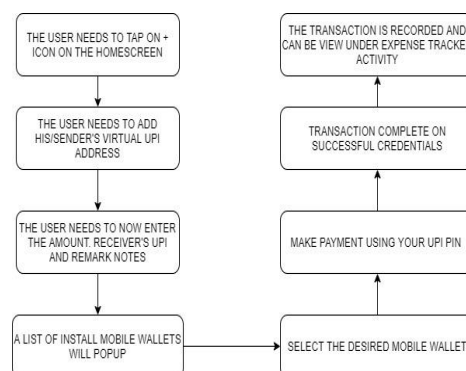 THE USER NEEDS TO TAP ON +
ICON ON THE HOMESCREEN
THE USER NEEDS TO ADD
HIS/SENDER'S VIRTUAL UPI
ADDRESS
THE USER NEEDS TO NOW ENTER
THE AMOUNT. RECEIVER'S UPI
AND REMARK NOTES
A LIST OF INSTALL MOBILE WALLETS
WILL POPUP
SELECT THE DESIRED MOBILE WALLET
MAKE PAYMENT USING YOUR UPI PIN
TRANSACTION COMPLETE ON
SUCCESSFUL CREDENTIALS
THE TRANSACTION IS RECORDED AND
CAN BE VIEW UNDER EXPENSE TRACKE
ACTIVITY